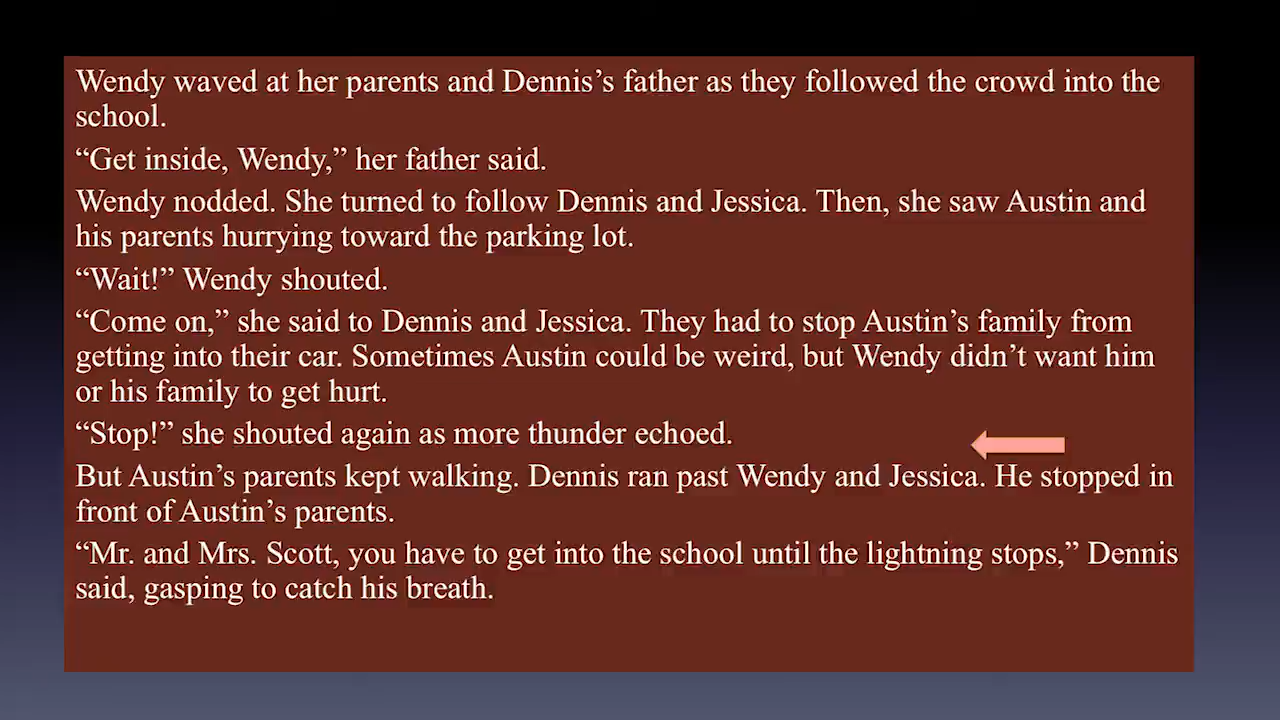 Wendy waved at her parents and Dennis’s father as they followed the crowd into the
school.
“Get inside, Wendy,” her father said.
Wendy nodded. She turned to follow Dennis and Jessica. Then, she saw Austin and
his parents hurrying toward the parking lot.
“Wait!” Wendy shouted.
“Come on,” she said to Dennis and Jessica. They had to stop Austin’s family from
getting into their car. Sometimes Austin could be weird, but Wendy didn’t want him
or his family to get hurt.
“Stop!” she shouted again as more thunder echoed.
But Austin’s parents kept walking. Dennis ran past Wendy and Jessica. He stopped in
front of Austin’s parents.
“Mr. and Mrs. Scott, you have to get into the school until the lightning stops,” Dennis
said, gasping to catch his breath.